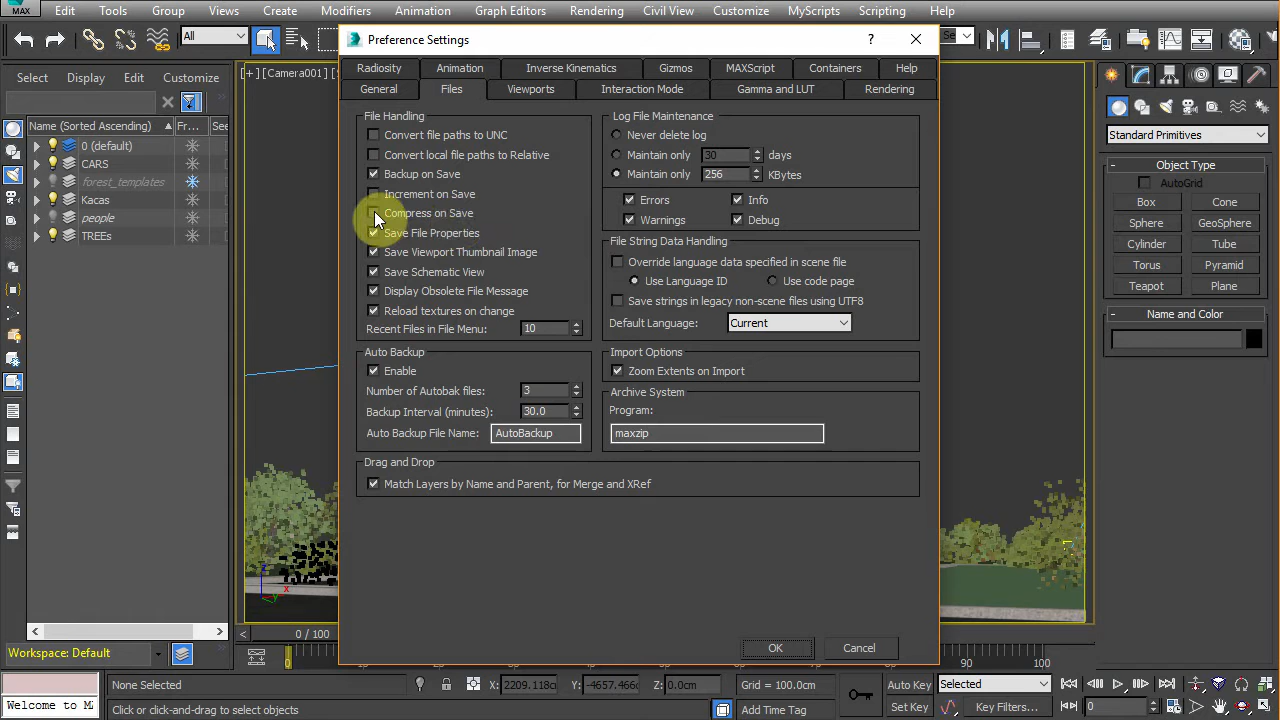 MAX Edit Tools Group Views Create Modifiers Animation Graph Editors Rendering Civil View Customize MyScripts Scripting Help
Preference Settings ?
All
Select Display Edit Customize
Name (Sorted Ascending) Fr... See
0 (default)
CARS
forest_templates
Kacas
people
TREEs
[+] [Camera001]
Radiosity Animation Inverse Kinematics Gizmos MAXScript Containers Help
General Files Viewports Interaction Mode Gamma and LUT Rendering
File Handling
Convert file paths to UNC
Convert local file paths to Relative
Backup on Save
Increment on Save
Compress on Save
Save File Properties
Save Viewport Thumbnail Image
Save Schematic View
Display Obsolete File Message
Reload textures on change
Recent Files in File Menu: 10
Auto Backup
Enable
Number of Autobak files: 3
Backup Interval (minutes): 30.0
Auto Backup File Name: AutoBackup
Drag and Drop
Match Layers by Name and Parent, for Merge and XRef
Log File Maintenance
Never delete log
Maintain only 30 days
Maintain only 256 KBytes
Errors Info
Warnings Debug
File String Data Handling
Override language data specified in scene file
Use Language ID Use code page
Save strings in legacy non-scene files using UTF8
Default Language: Current
Import Options
Zoom Extents on Import
Archive System
Program:
maxzip
OK Cancel
Se
Standard Primitives
Object Type
AutoGrid
Box Cone
Sphere GeoSphere
Cylinder Tube
Torus Pyramid
Teapot Plane
Name and Color
0 / 100
Workspace: Default
0 90 100
None Selected X: 2209.118c Y: -4657.466c Z: 0.0cm Grid = 100.0cm Auto Key Selected
Welcome to MA Click or click-and-drag to select objects Add Time Tag Set Key Key Filters... 0